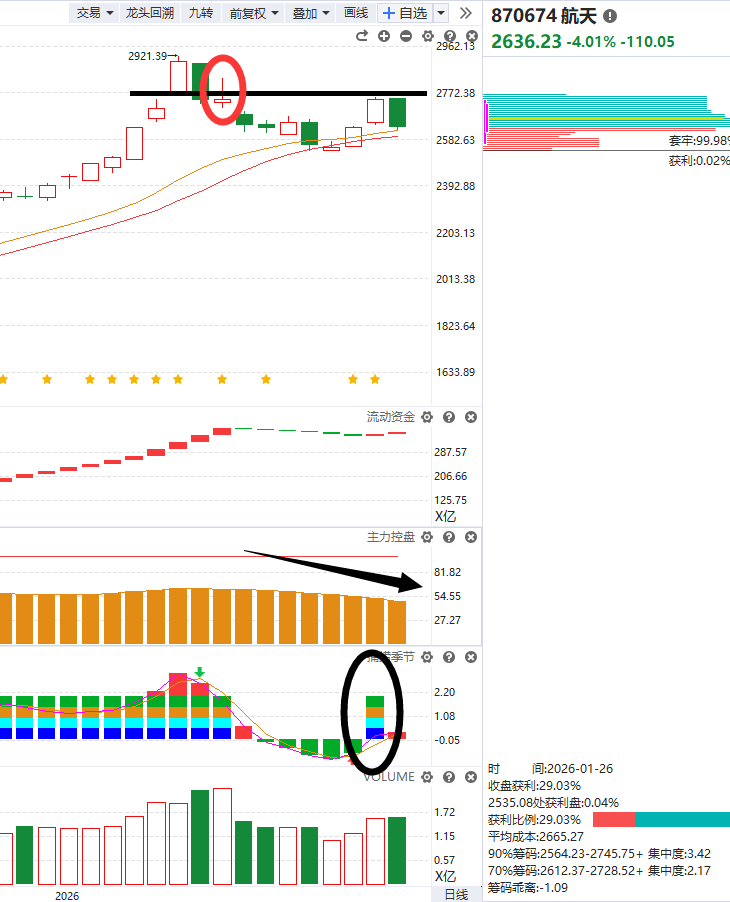 交易 龙头回溯 九转 前复权 叠加 画线 +自选
870674 航天
2636.23 -4.01% -110.05
2962.13
2921.39
2772.38
2582.63
2392.88
2203.13
2013.38
1823.64
1633.89
套牢:99.98%
获利:0.02%
流动资金
287.57
206.66
125.75
X亿
主力控盘
81.82
54.55
27.27
季节
2.20
1.08
-0.05
VOLUME
1.72
1.15
0.57
X亿
2026
日线
时 间:2026-01-26
收盘获利:29.03%
2535.08处获利盘:0.04%
获利比例:29.03%
平均成本:2665.27
90%筹码:2564.23-2745.75+ 集中度:3.42
70%筹码:2612.37-2728.52+ 集中度:2.17
筹码乖离:-1.09